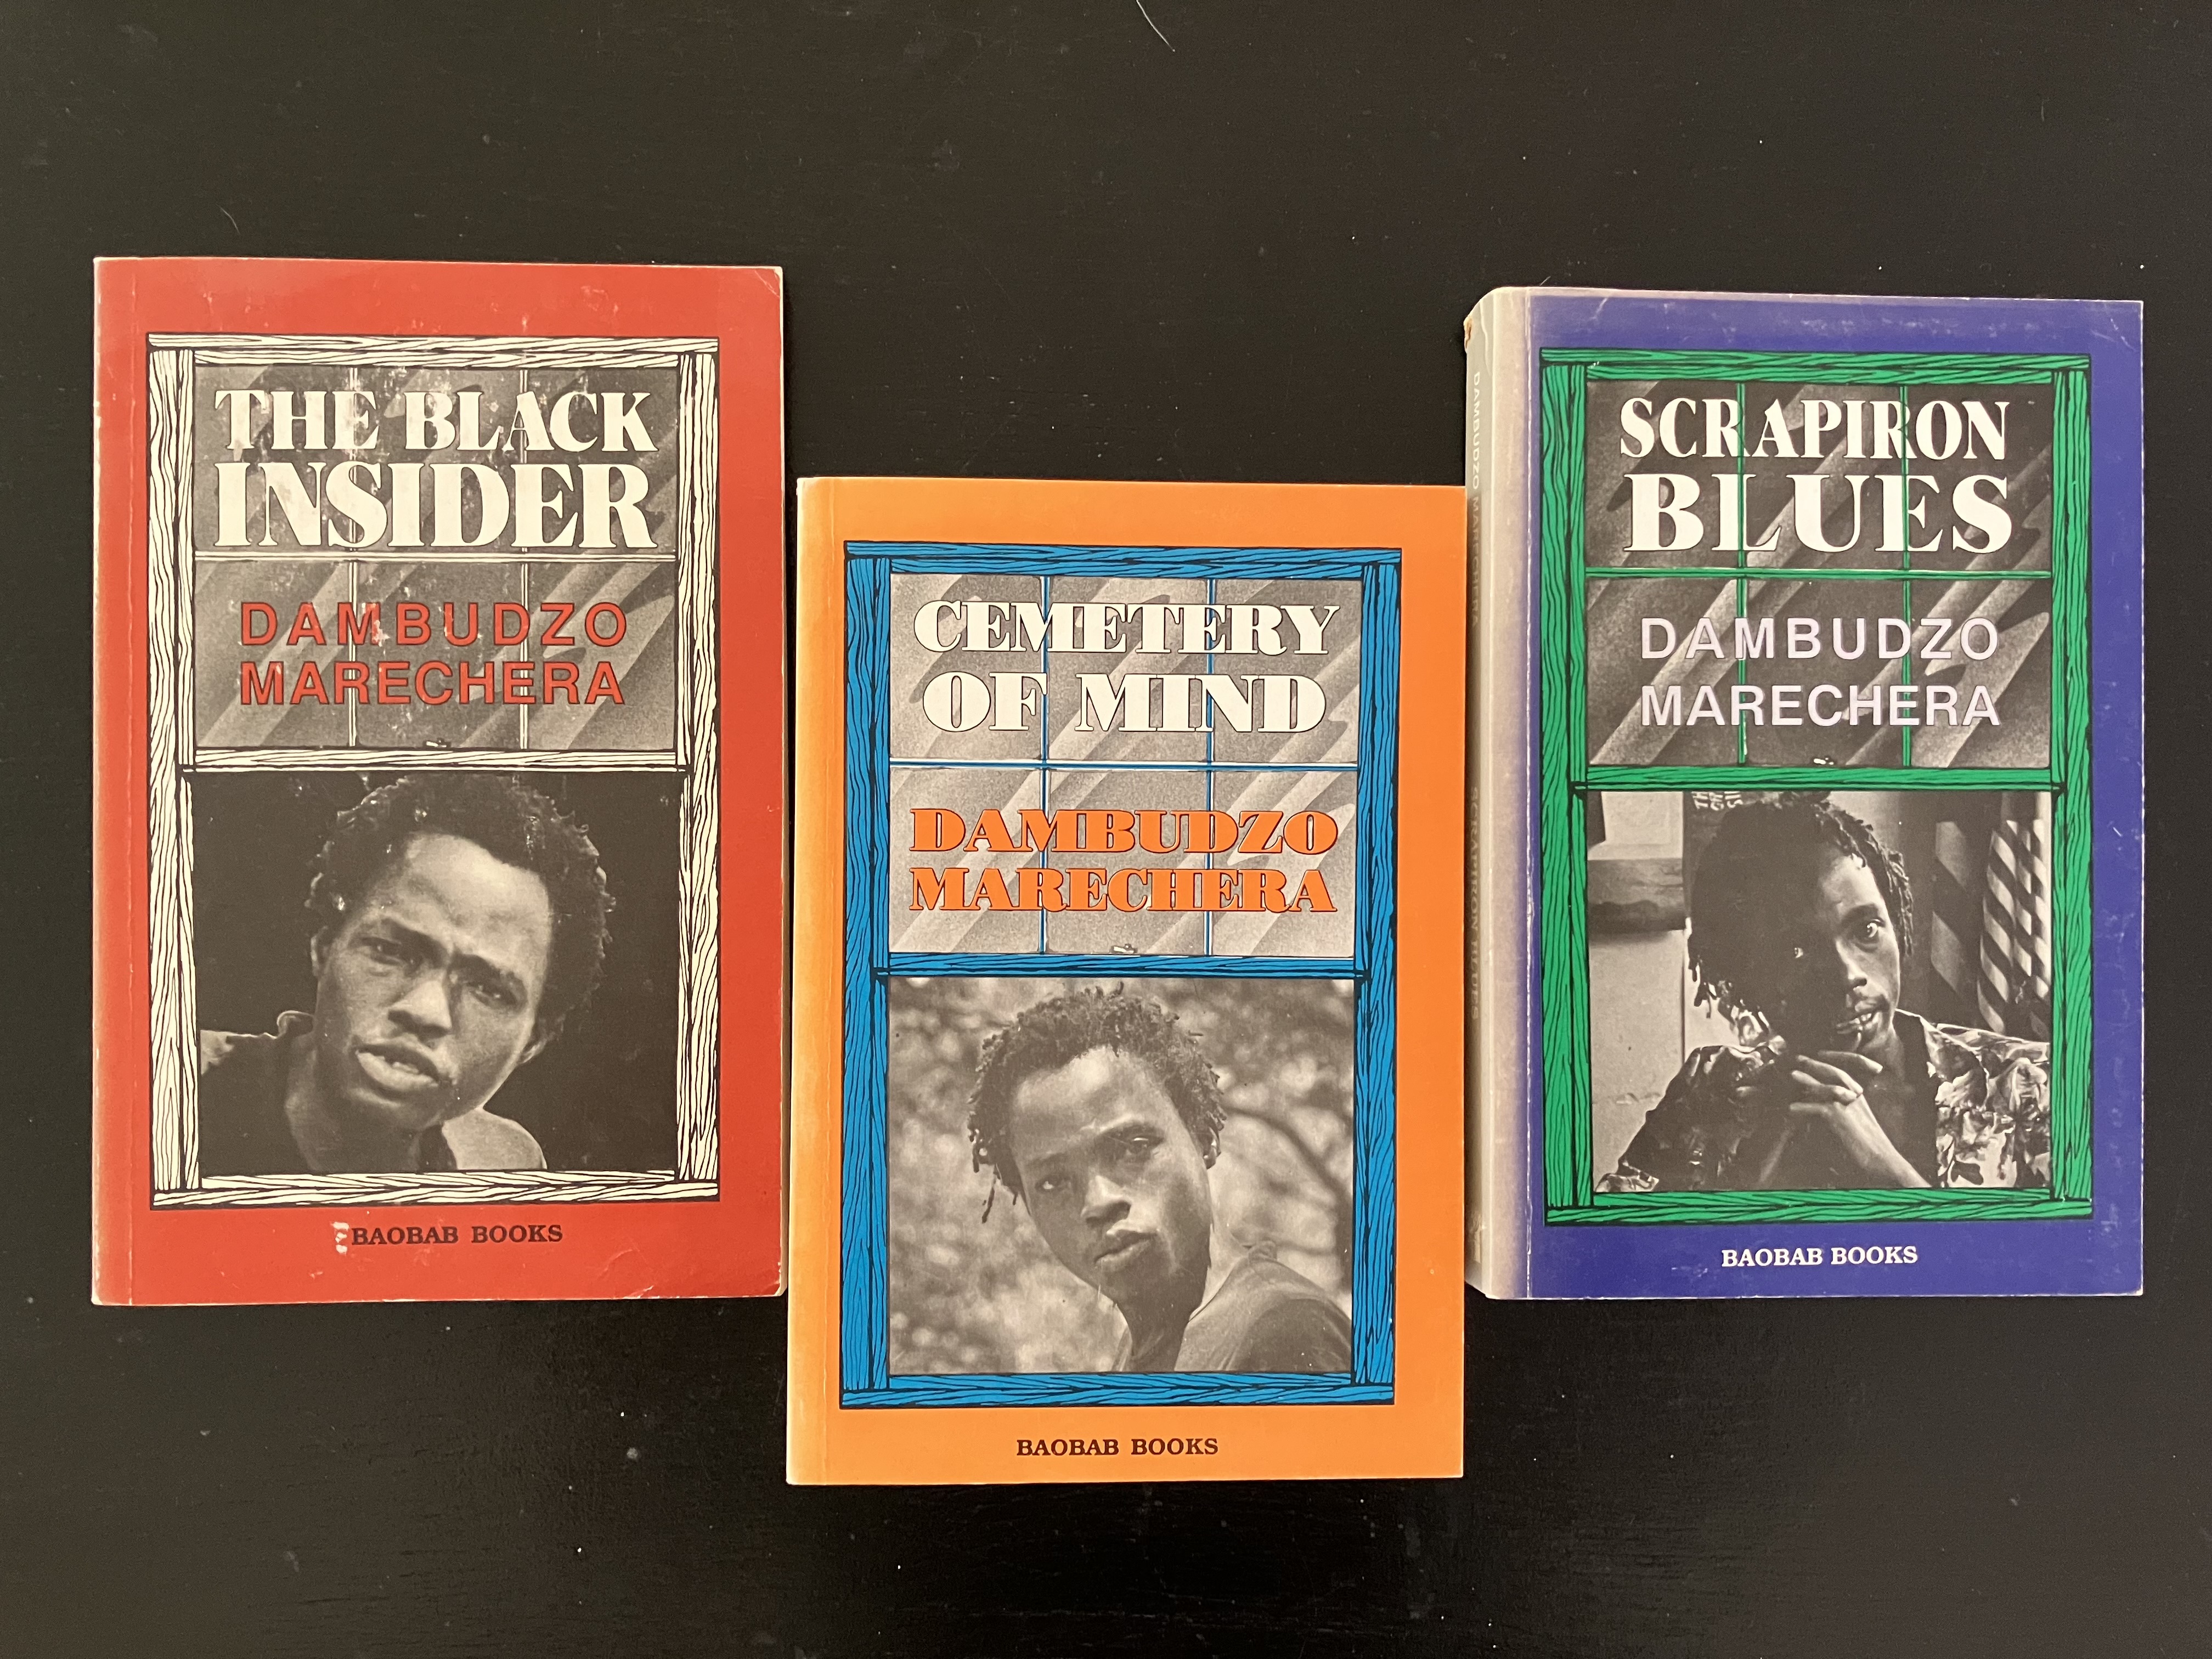 THE BLACK
INSIDER
DAMBUDZO
MARECHERA
BAOBAB BOOKS
CEMETERY
OF MIND
DAMBUDZO
MARECHERA
BAOBAB BOOKS
DAMBUDZO MARECHERA SCRAPIRON BLUES
SCRAPIRON
BLUES
DAMBUDZO
MARECHERA
BAOBAB BOOKS